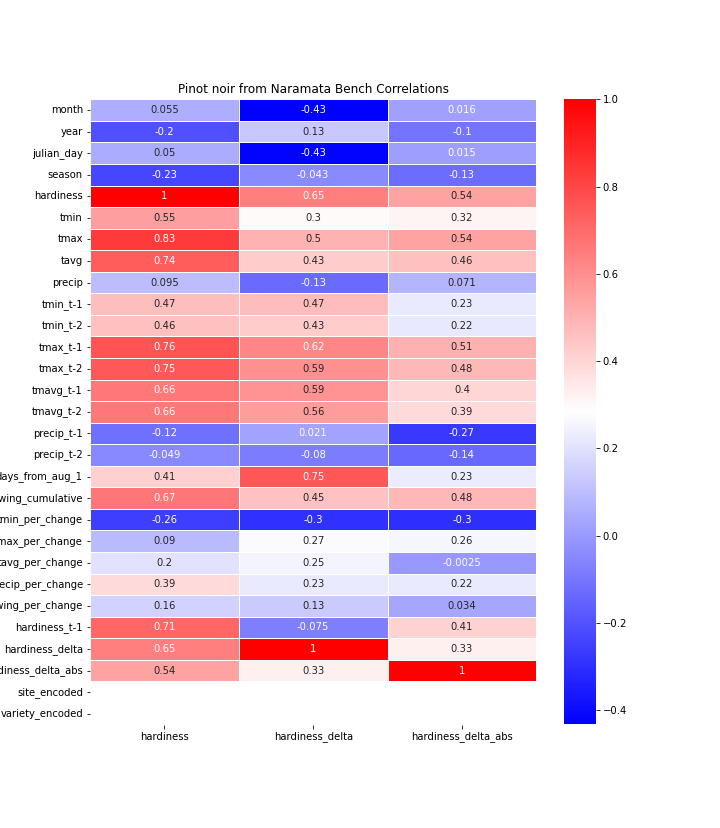 Pinot noir from Naramata Bench Correlations
month 0.055 -0.43 0.016
year -0.2 0.13 -0.1
julian_day 0.05 -0.43 0.015
season -0.23 -0.043 -0.13
hardiness 1 0.65 0.54
tmin 0.55 0.3 0.32
tmax 0.83 0.5 0.54
tavg 0.74 0.43 0.46
precip 0.095 -0.13 0.071
tmin_t-1 0.47 0.47 0.23
tmin_t-2 0.46 0.43 0.22
tmax_t-1 0.76 0.62 0.51
tmax_t-2 0.75 0.59 0.48
tmavg_t-1 0.66 0.59 0.4
tmavg_t-2 0.66 0.56 0.39
precip_t-1 -0.12 0.021 -0.27
precip_t-2 -0.049 -0.08 -0.14
days_from_aug_1 0.41 0.75 0.23
wing_cumulative 0.67 0.45 0.48
tmin_per_change -0.26 -0.3 -0.3
max_per_change 0.09 0.27 0.26
tavg_per_change 0.2 0.25 -0.0025
ecip_per_change 0.39 0.23 0.22
wing_per_change 0.16 0.13 0.034
hardiness_t-1 0.71 -0.075 0.41
hardiness_delta 0.65 1 0.33
diness_delta_abs 0.54 0.33 1
site_encoded
variety_encoded
hardiness hardiness_delta hardiness_delta_abs
1.0
0.8
0.6
0.4
0.2
0.0
−0.2
−0.4